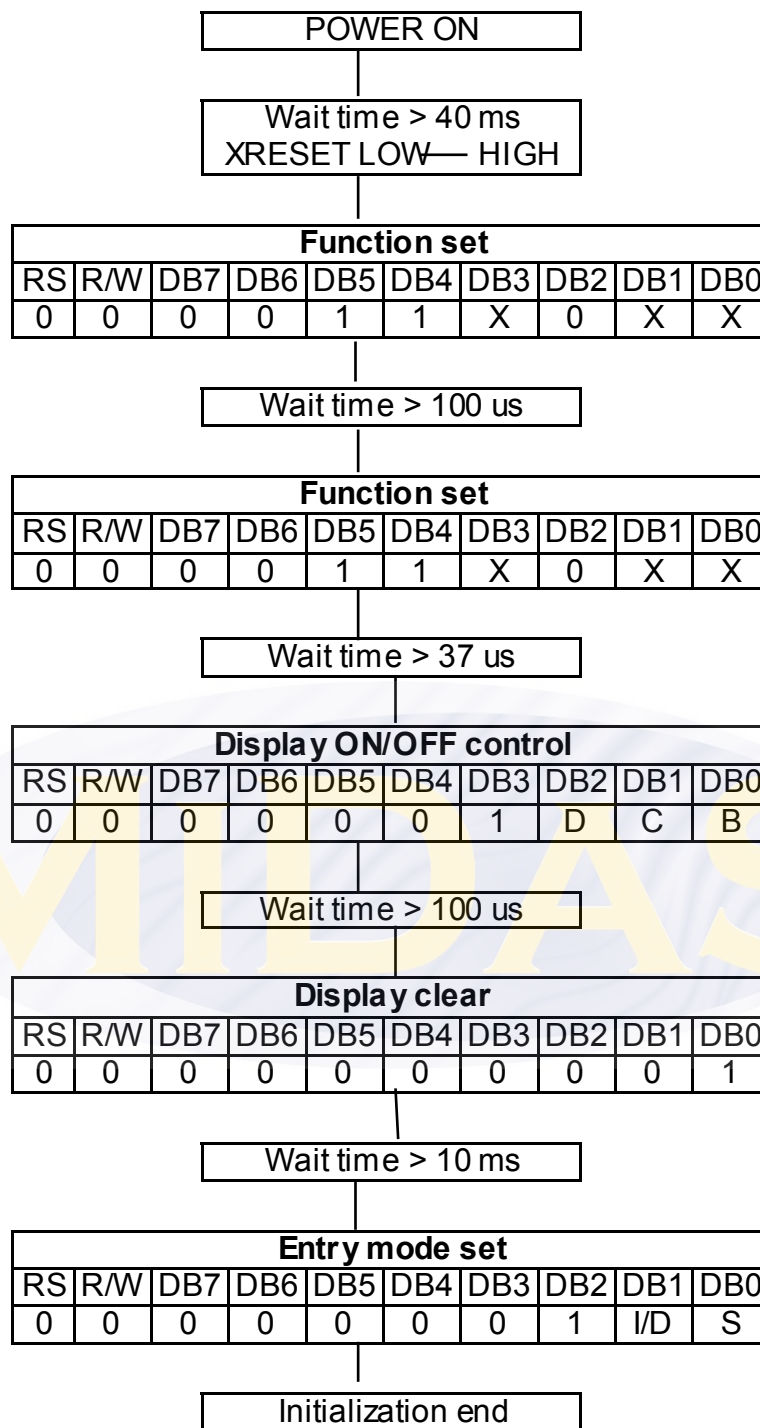 POWER ON
Wait time > 40 ms
XRESET LOW — HIGH
Function set
RS R/W DB7 DB6 DB5 DB4 DB3 DB2 DB1 DB0
0 0 0 0 1 1 X 0 X X
Wait time > 100 us
Function set
RS R/W DB7 DB6 DB5 DB4 DB3 DB2 DB1 DB0
0 0 0 0 1 1 X 0 X X
Wait time > 37 us
Display ON/OFF control
RS R/W DB7 DB6 DB5 DB4 DB3 DB2 DB1 DB0
0 0 0 0 0 0 1 D C B
MIDAS
Wait time > 100 us
Display clear
RS R/W DB7 DB6 DB5 DB4 DB3 DB2 DB1 DB0
0 0 0 0 0 0 0 0 0 1
Wait time > 10 ms
Entry mode set
RS R/W DB7 DB6 DB5 DB4 DB3 DB2 DB1 DB0
0 0 0 0 0 0 0 1 I/D S
Initialization end